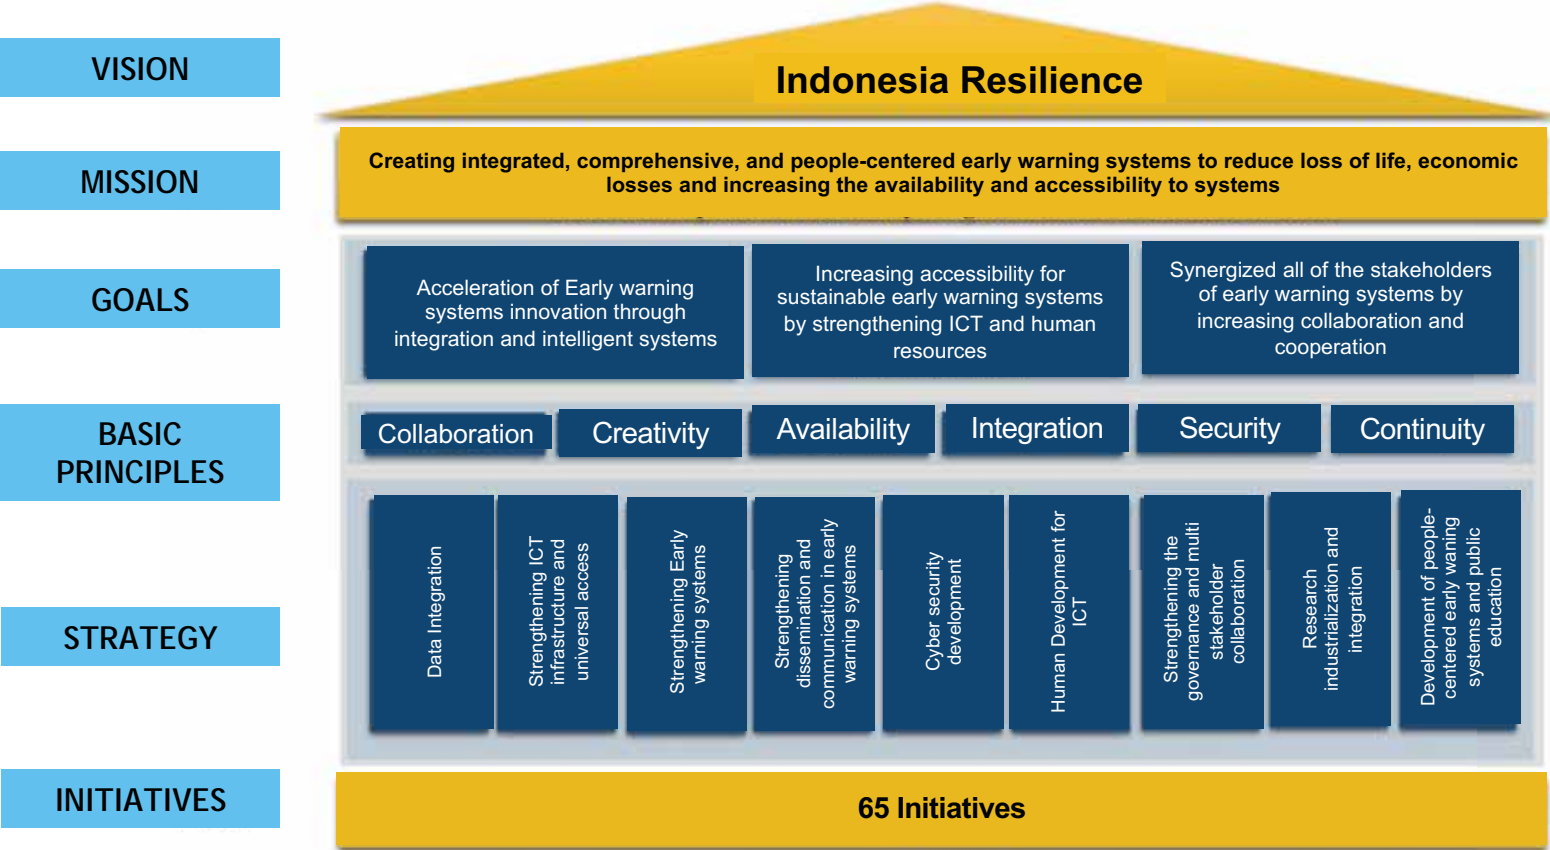 VISION
Indonesia Resilience
MISSION
Creating integrated, comprehensive, and people-centered early warning systems to reduce loss of life, economic
losses and increasing the availability and accessibility to systems
GOALS
Acceleration of Early warning
systems innovation through
integration and intelligent systems
Increasing accessibility for
sustainable early warning systems
by strengthening ICT and human
resources
Synergized all of the stakeholders
of early warning systems by
increasing collaboration and
cooperation
BASIC
PRINCIPLES
Collaboration
Creativity
Availability
Integration
Security
Continuity
STRATEGY
Data Integration
Strengthening ICT
infrastructure and
universal access
Strengthening Early
warning systems
Strengthening
dissemination and
communication in early
warning systems
Cyber security
development
Human Development for
ICT
Strengthening the
governance and multi
stakeholder
collaboration
Research
industrialization and
integration
Development of people-
centered early waning
systems and public
education
INITIATIVES
65 Initiatives